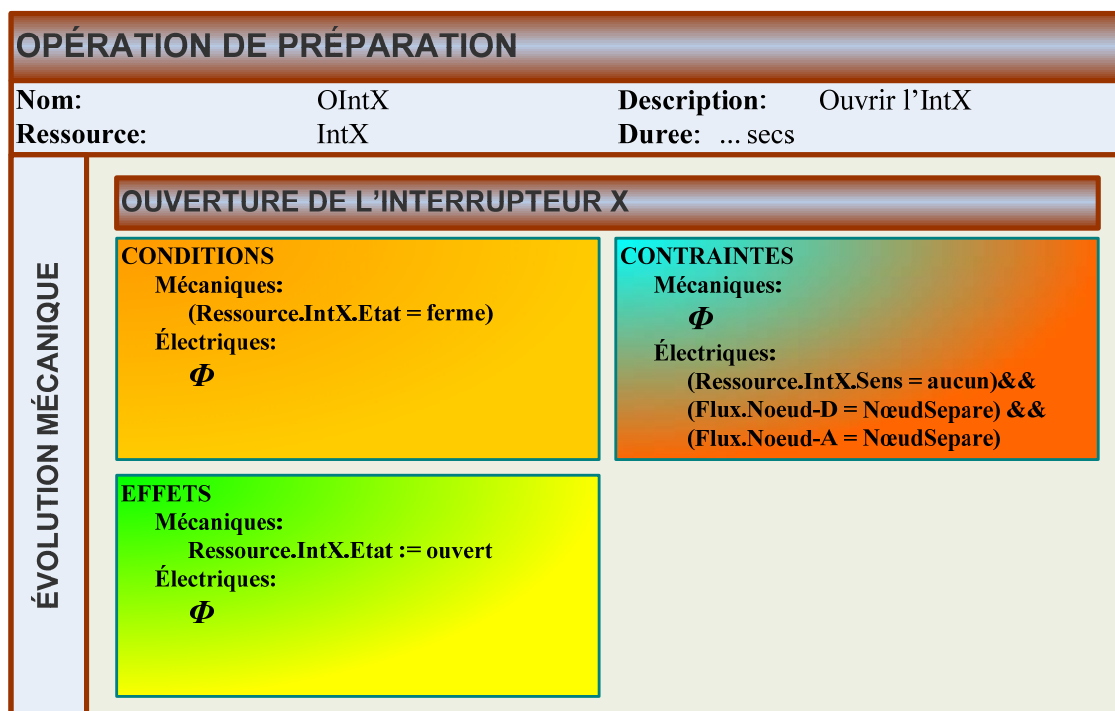 OPÉRATION DE PRÉPARATION
Nom: OIntX Description: Ouvrir l'IntX
Ressource: IntX Duree: ... secs
ÉVOLUTION MÉCANIQUE
OUVERTURE DE L'INTERRUPTEUR X
CONDITIONS
Mécaniques:
(Ressource.IntX.Etat = ferme)
Électriques:
Φ
CONTRAINTES
Mécaniques:
Φ
Électriques:
(Ressource.IntX.Sens = aucun)&&
(Flux.Noeud-D = NœudSepare) &&
(Flux.Noeud-A = NœudSepare)
EFFETS
Mécaniques:
Ressource.IntX.Etat := ouvert
Électriques:
Φ